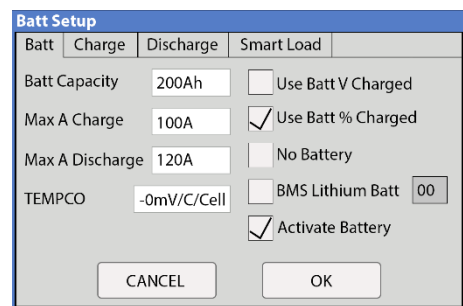 Batt Setup
Batt Charge Discharge Smart Load
Batt Capacity 200Ah Use Batt V Charged
Max A Charge 100A Use Batt % Charged
Max A Discharge 120A No Battery
TEMPCO -0mV/C/Cell BMS Lithium Batt 00
Activate Battery
CANCEL OK